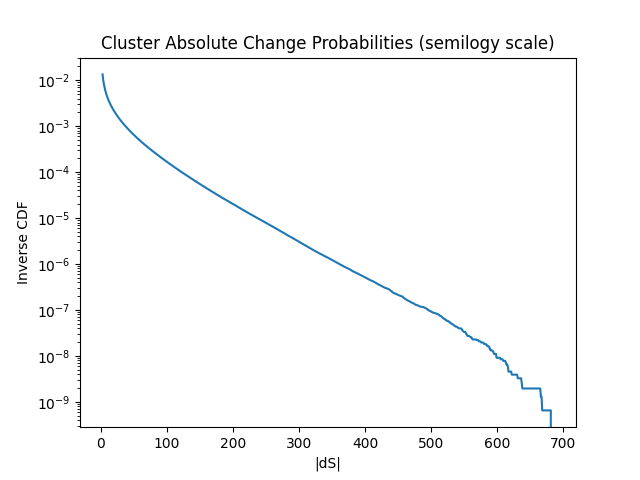 Cluster Absolute Change Probabilities (semilogy scale)
10⁻²
10⁻³
10⁻⁴
10⁻⁵
10⁻⁶
10⁻⁷
10⁻⁸
10⁻⁹
Inverse CDF
0 100 200 300 400 500 600 700
|dS|